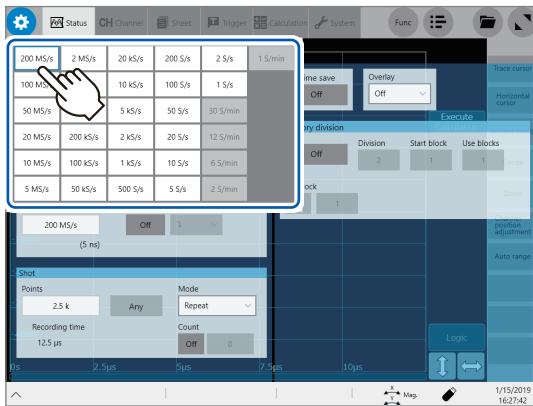 Status CH Channel Sheet Trigger Calculation System Func
200 MS/s 2 MS/s 20 kS/s 200 S/s 2 S/s 1 S/min
100 MS/s 10 kS/s 100 S/s 1 S/s
50 MS/s 5 kS/s 50 S/s 30 S/min
20 MS/s 200 kS/s 2 kS/s 20 S/s 12 S/min
10 MS/s 100 kS/s 1 kS/s 10 S/s 6 S/min
5 MS/s 50 kS/s 500 S/s 5 S/s 2 S/min
Trace cursor
Horizontal cursor
ime save Overlay
Off Off
Execute
ry division
Division Start block Use blocks
Off 2 1 1
ock
1
position
adjustment
Auto range
200 MS/s Off
(5 ns)
Shot
Points Mode
2.5 k Any Repeat
Recording time Count
12.5 µs Off 0
Logic
0s 2.5µs 5µs 7.5µs 10µs
X
Y
Mag.
1/15/2019
16:27:42